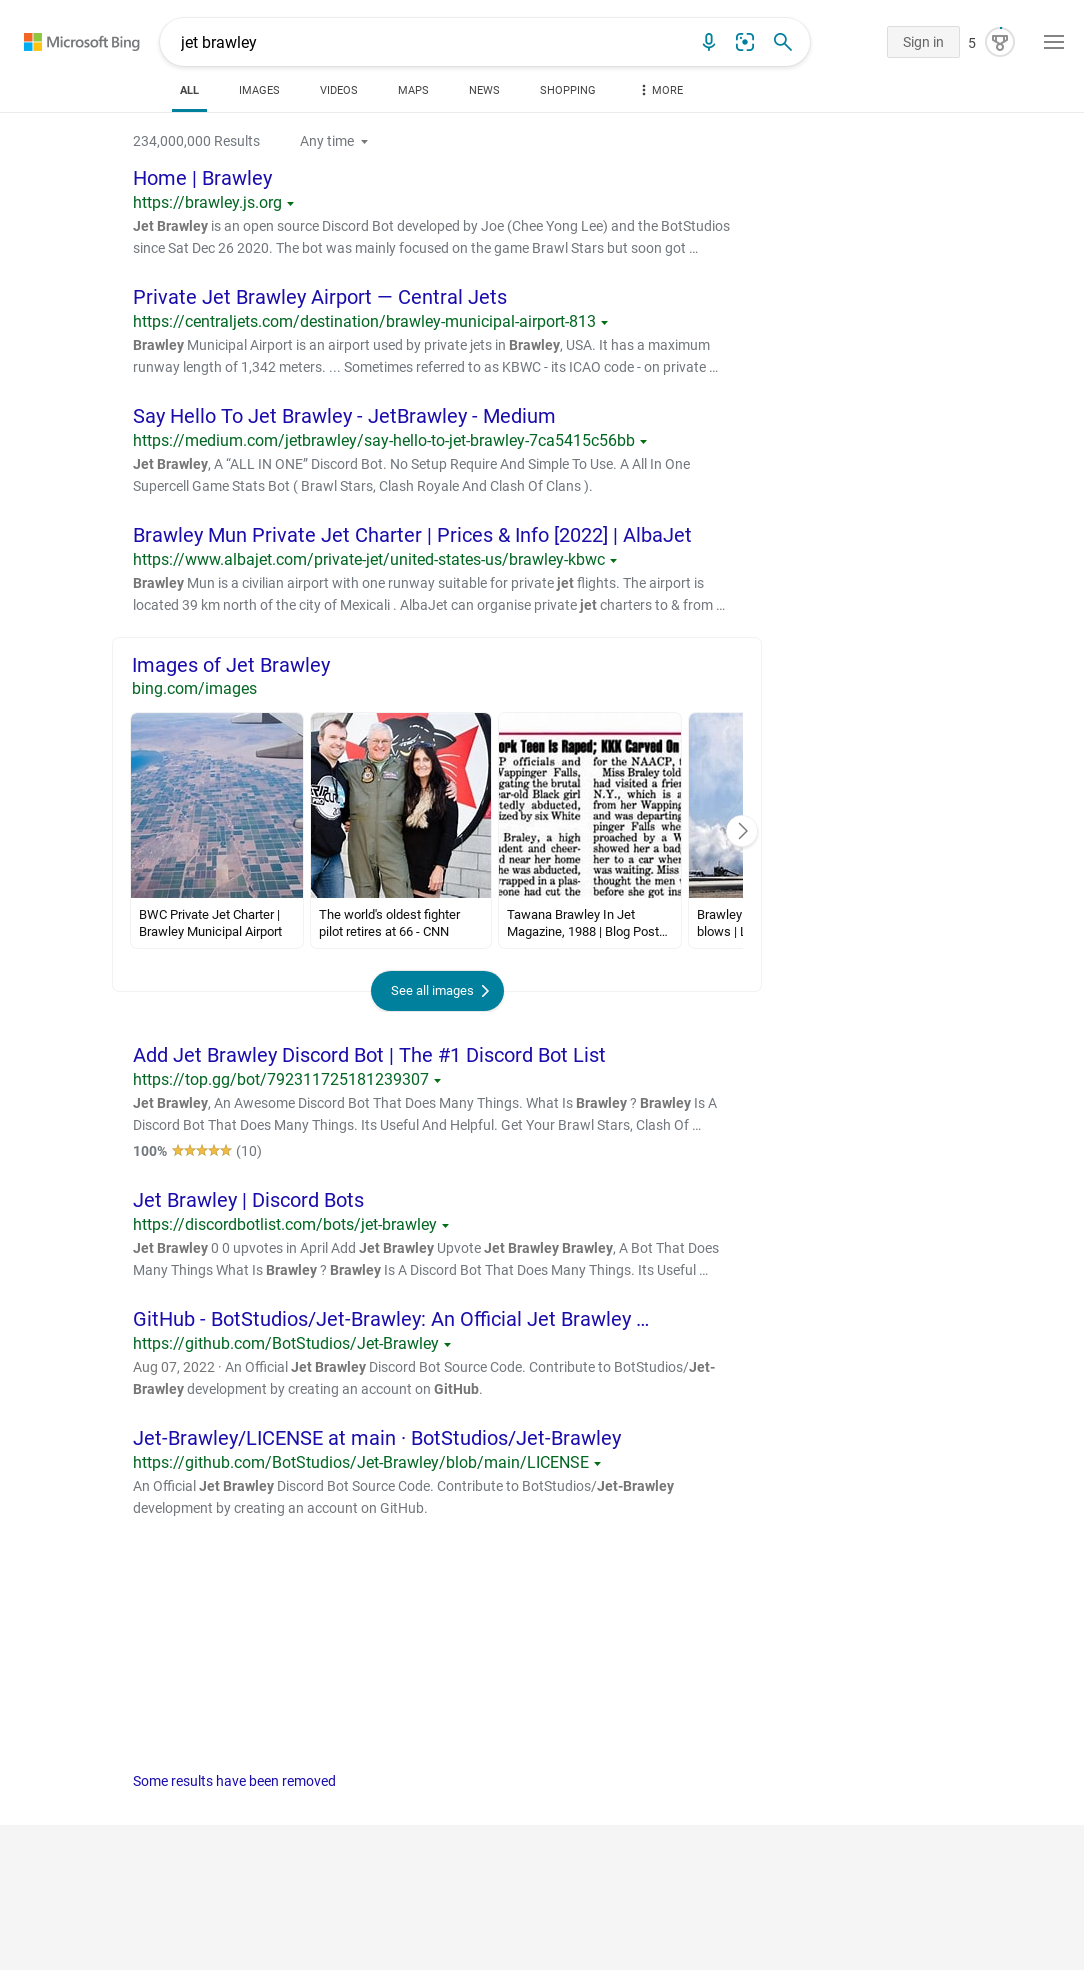 Microsoft Bing
jet brawley
Sign in
5
ALL
IMAGES
VIDEOS
MAPS
NEWS
SHOPPING
MORE
234,000,000 Results
Any time
Home | Brawley
https://brawley.js.org
Jet Brawley is an open source Discord Bot developed by Joe (Chee Yong Lee) and the BotStudios
since Sat Dec 26 2020. The bot was mainly focused on the game Brawl Stars but soon got …
Private Jet Brawley Airport — Central Jets
https://centraljets.com/destination/brawley-municipal-airport-813
Brawley Municipal Airport is an airport used by private jets in Brawley, USA. It has a maximum
runway length of 1,342 meters. ... Sometimes referred to as KBWC - its ICAO code - on private …
Say Hello To Jet Brawley - JetBrawley - Medium
https://medium.com/jetbrawley/say-hello-to-jet-brawley-7ca5415c56bb
Jet Brawley, A “ALL IN ONE” Discord Bot. No Setup Require And Simple To Use. A All In One
Supercell Game Stats Bot ( Brawl Stars, Clash Royale And Clash Of Clans ).
Brawley Mun Private Jet Charter | Prices & Info [2022] | AlbaJet
https://www.albajet.com/private-jet/united-states-us/brawley-kbwc
Brawley Mun is a civilian airport with one runway suitable for private jet flights. The airport is
located 39 km north of the city of Mexicali . AlbaJet can organise private jet charters to & from …
Images of Jet Brawley
bing.com/images
ork Teen Is Raped; KKK Carved On
P officials and
Wappinger Falls,
gating the brutal
ear-old Black girl
tedly abducted,
ized by six White
Braley, a high
dent and cheer-
d near her home
he was abducted,
rapped in a plas-
eone had cut the
for the NAACP, t
Miss Braley told
had visited a frien
N.Y., which is a
from her Wapping
and was departing
pinger Falls whe
proached by a W
showed her a badg
her to a car wher
was waiting. Miss
thought the men w
before she got ins
BWC Private Jet Charter |
Brawley Municipal Airport
The world's oldest fighter
pilot retires at 66 - CNN
Tawana Brawley In Jet
Magazine, 1988 | Blog Post…
Brawley
blows | L
See all images
Add Jet Brawley Discord Bot | The #1 Discord Bot List
https://top.gg/bot/792311725181239307
Jet Brawley, An Awesome Discord Bot That Does Many Things. What Is Brawley ? Brawley Is A
Discord Bot That Does Many Things. Its Useful And Helpful. Get Your Brawl Stars, Clash Of …
100% ★★★★★ (10)
Jet Brawley | Discord Bots
https://discordbotlist.com/bots/jet-brawley
Jet Brawley 0 0 upvotes in April Add Jet Brawley Upvote Jet Brawley Brawley, A Bot That Does
Many Things What Is Brawley ? Brawley Is A Discord Bot That Does Many Things. Its Useful …
GitHub - BotStudios/Jet-Brawley: An Official Jet Brawley …
https://github.com/BotStudios/Jet-Brawley
Aug 07, 2022 · An Official Jet Brawley Discord Bot Source Code. Contribute to BotStudios/Jet-
Brawley development by creating an account on GitHub.
Jet-Brawley/LICENSE at main · BotStudios/Jet-Brawley
https://github.com/BotStudios/Jet-Brawley/blob/main/LICENSE
An Official Jet Brawley Discord Bot Source Code. Contribute to BotStudios/Jet-Brawley
development by creating an account on GitHub.
Some results have been removed